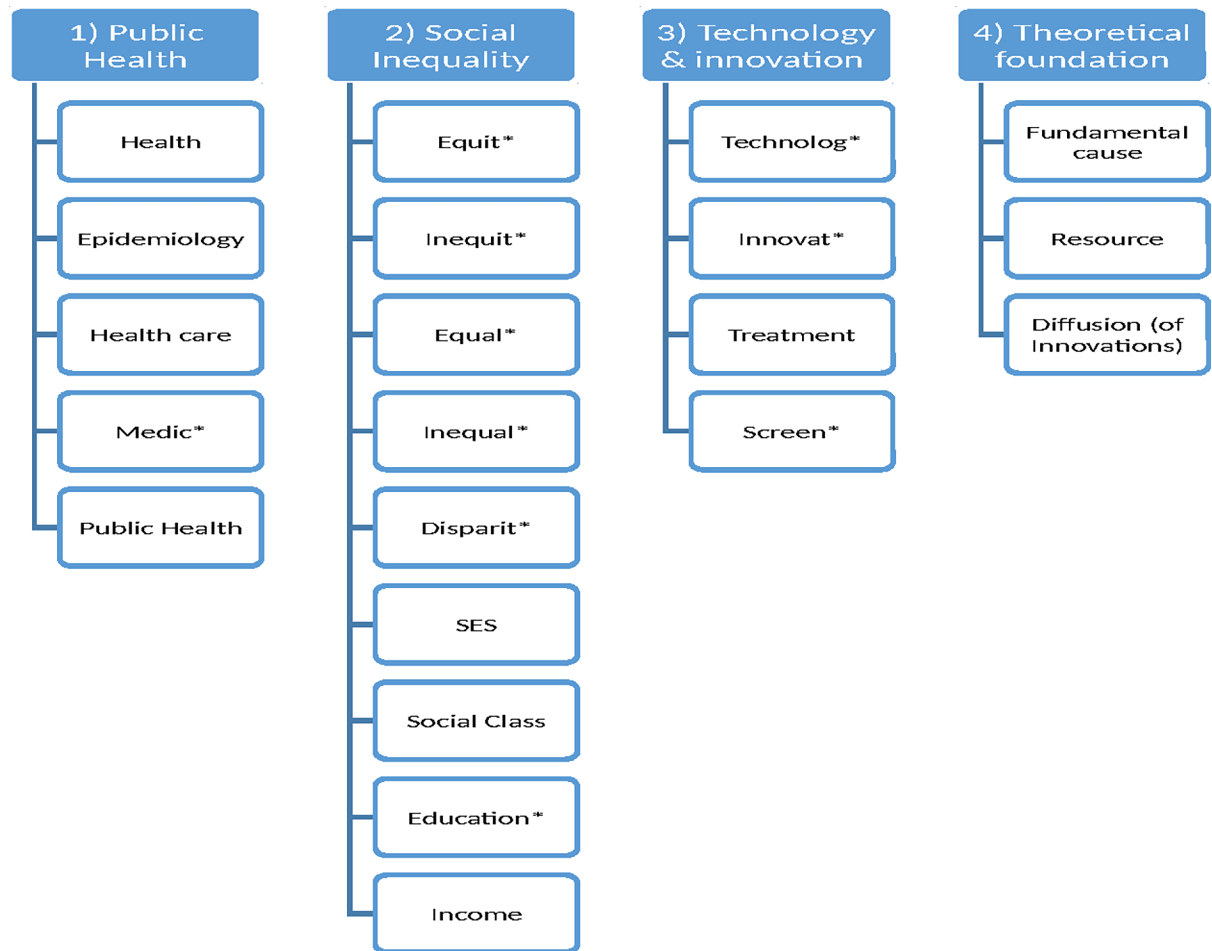 1) Public
Health
Health
Epidemiology
Health care
Medic*
Public Health
2) Social
Inequality
Equit*
Inequit*
Equal*
Inequal*
Disparit*
SES
Social Class
Education*
Income
3) Technology
& innovation
Technolog*
Innovat*
Treatment
Screen*
4) Theoretical
foundation
Fundamental
cause
Resource
Diffusion (of
Innovations)